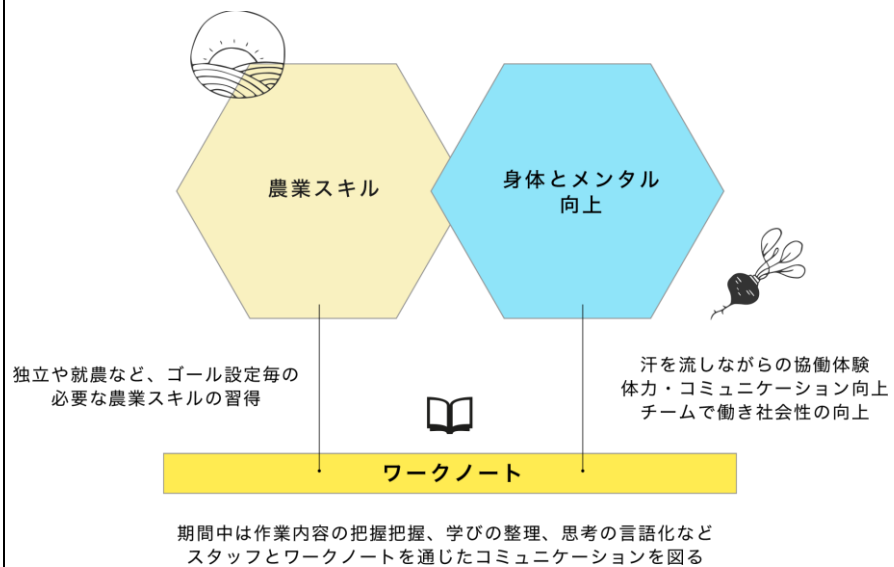 農業スキル
身体とメンタル
向上
独立や就農など、ゴール設定毎の
必要な農業スキルの習得
汗を流しながらの協働体験
体力・コミュニケーション向上
チームで働き社会性の向上
ワークノート
期間中は作業内容の把握把握、学びの整理、思考の言語化など
スタッフとワークノートを通じたコミュニケーションを図る